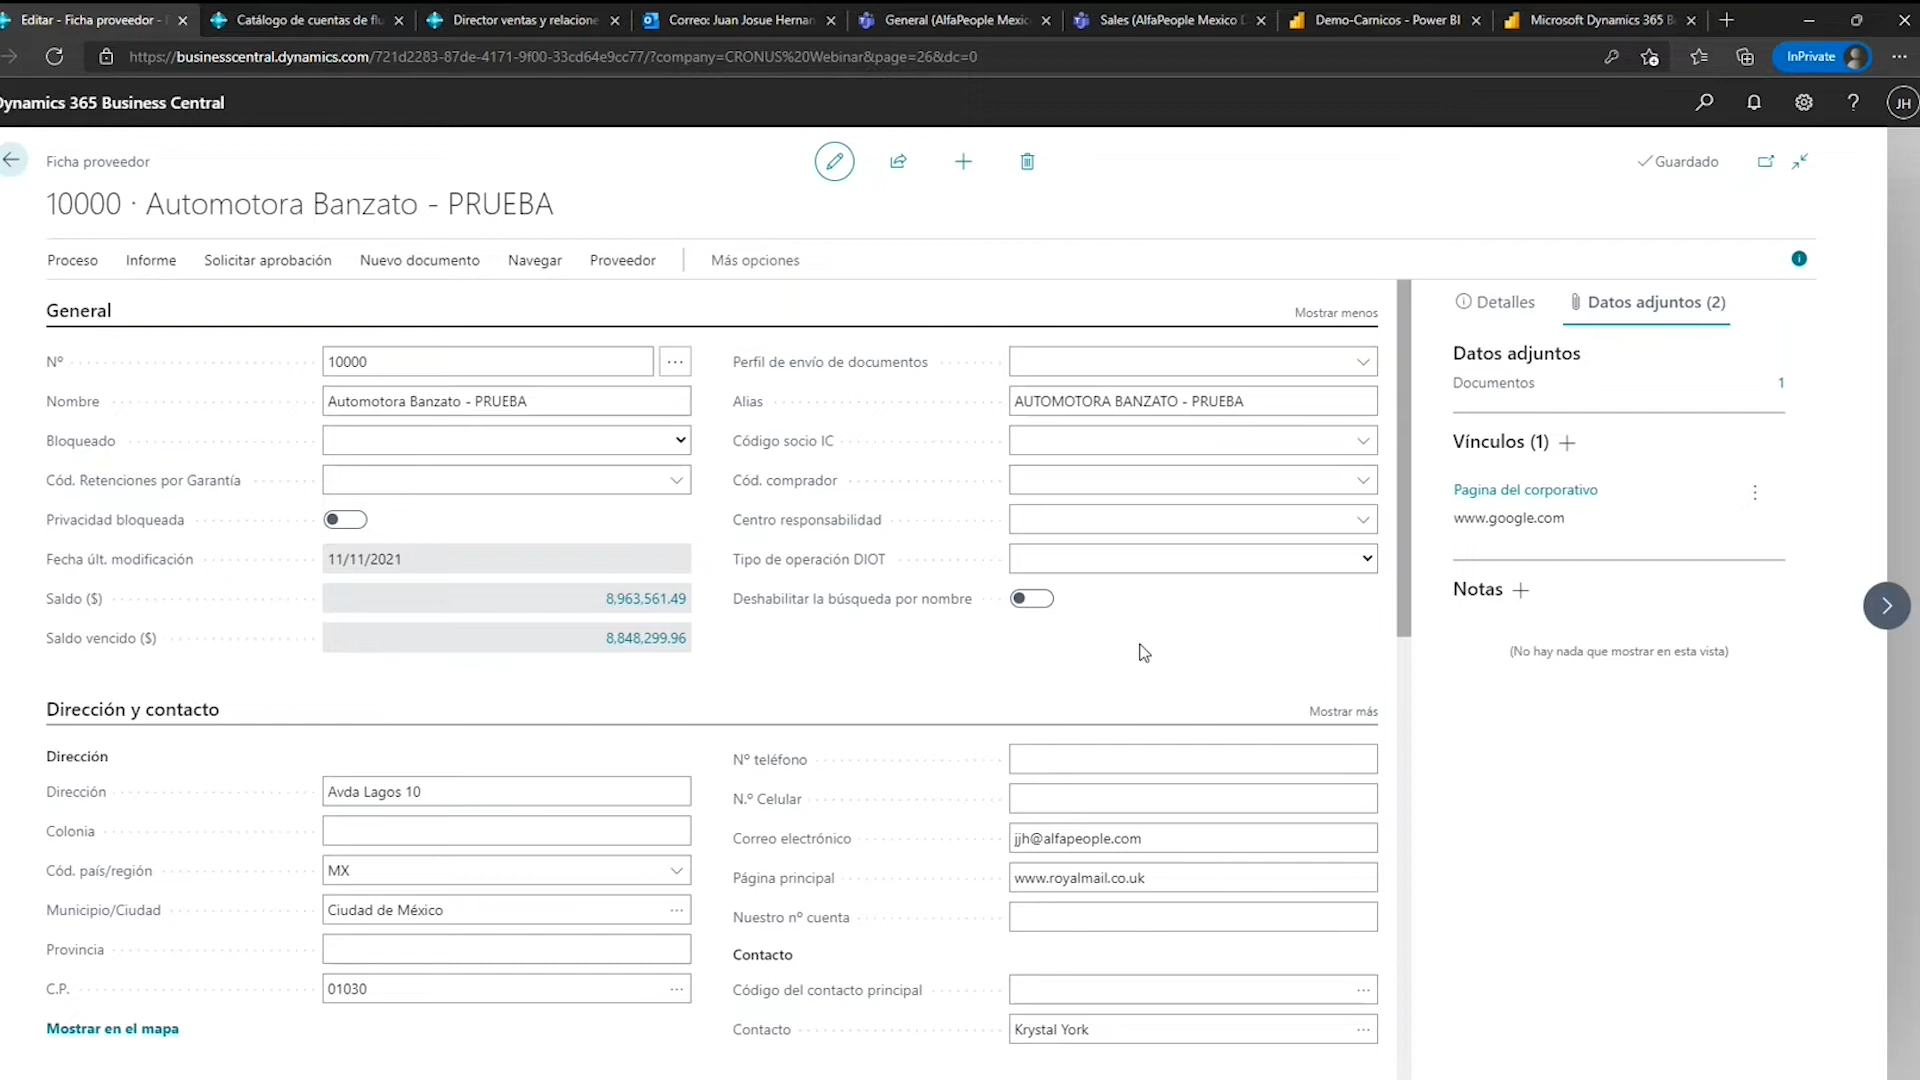 Editar - Ficha proveedor -
Catálogo de cuentas de flu
Director ventas y relacione
Correo: Juan Josue Hernan
General (AlfaPeople Mexic
Sales (AlfaPeople Mexico D
Demo-Carnicos - Power BI
Microsoft Dynamics 365 B
https://businesscentral.dynamics.com/721d2283-87de-4171-9f00-33cd64e9cc77/?company=CRONUS%20Webinar&page=26&dc=0
InPrivate
Dynamics 365 Business Central
JH
Ficha proveedor
Guardado
10000 · Automotora Banzato - PRUEBA
Proceso
Informe
Solicitar aprobación
Nuevo documento
Navegar
Proveedor
Más opciones
General
Mostrar menos
Nº
10000
Nombre
Automotora Banzato - PRUEBA
Bloqueado
Cód. Retenciones por Garantía
Privacidad bloqueada
Fecha últ. modificación
11/11/2021
Saldo ($)
8,963,561.49
Saldo vencido ($)
8,848,299.96
Perfil de envío de documentos
Alias
AUTOMOTORA BANZATO - PRUEBA
Código socio IC
Cód. comprador
Centro responsabilidad
Tipo de operación DIOT
Deshabilitar la búsqueda por nombre
Dirección y contacto
Mostrar más
Dirección
Dirección
Avda Lagos 10
Colonia
Cód. país/región
MX
Municipio/Ciudad
Ciudad de México
Provincia
C.P.
01030
Mostrar en el mapa
Nº teléfono
N.º Celular
Correo electrónico
jjh@alfapeople.com
Página principal
www.royalmail.co.uk
Nuestro nº cuenta
Contacto
Código del contacto principal
Contacto
Krystal York
Detalles
Datos adjuntos (2)
Datos adjuntos
Documentos
1
Vínculos (1)
Pagina del corporativo
www.google.com
Notas
(No hay nada que mostrar en esta vista)